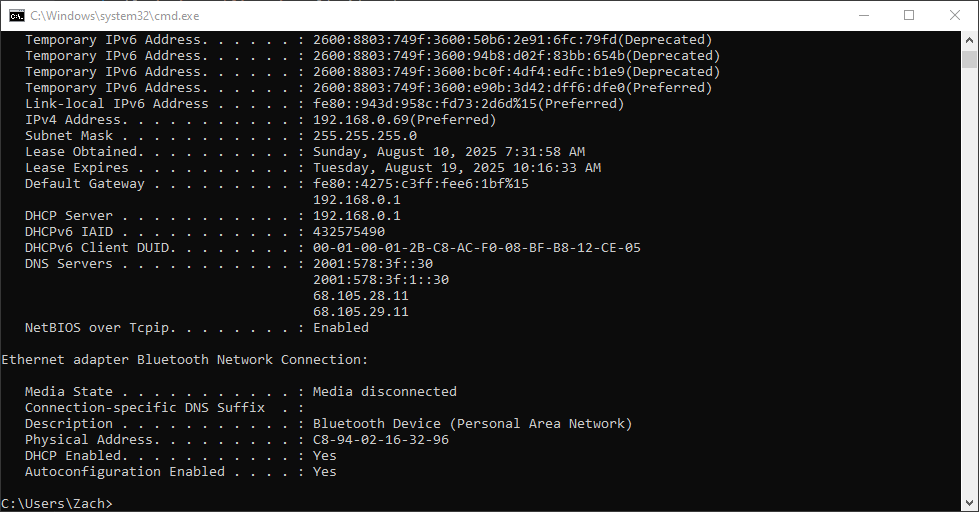 C:\Windows\system32\cmd.exe
Temporary IPv6 Address. . . . . . : 2600:8803:749f:3600:50b6:2e91:6fc:79fd(Deprecated)
Temporary IPv6 Address. . . . . . : 2600:8803:749f:3600:94b8:d02f:83bb:654b(Deprecated)
Temporary IPv6 Address. . . . . . : 2600:8803:749f:3600:bc0f:4df4:edfc:b1e9(Deprecated)
Temporary IPv6 Address. . . . . . : 2600:8803:749f:3600:e90b:3d42:dff6:dfe0(Preferred)
Link-local IPv6 Address . . . . . : fe80::943d:958c:fd73:2d6d%15(Preferred)
IPv4 Address. . . . . . . . . . . : 192.168.0.69(Preferred)
Subnet Mask . . . . . . . . . . . : 255.255.255.0
Lease Obtained. . . . . . . . . . : Sunday, August 10, 2025 7:31:58 AM
Lease Expires . . . . . . . . . . : Tuesday, August 19, 2025 10:16:33 AM
Default Gateway . . . . . . . . . : fe80::4275:c3ff:fee6:1bf%15
192.168.0.1
DHCP Server . . . . . . . . . . . : 192.168.0.1
DHCPv6 IAID . . . . . . . . . . . : 432575490
DHCPv6 Client DUID. . . . . . . . : 00-01-00-01-2B-C8-AC-F0-08-BF-B8-12-CE-05
DNS Servers . . . . . . . . . . . : 2001:578:3f::30
2001:578:3f:1::30
68.105.28.11
68.105.29.11
NetBIOS over Tcpip. . . . . . . . : Enabled
Ethernet adapter Bluetooth Network Connection:
Media State . . . . . . . . . . . : Media disconnected
Connection-specific DNS Suffix  . :
Description . . . . . . . . . . . : Bluetooth Device (Personal Area Network)
Physical Address. . . . . . . . . : C8-94-02-16-32-96
DHCP Enabled. . . . . . . . . . . : Yes
Autoconfiguration Enabled . . . . : Yes
C:\Users\Zach>